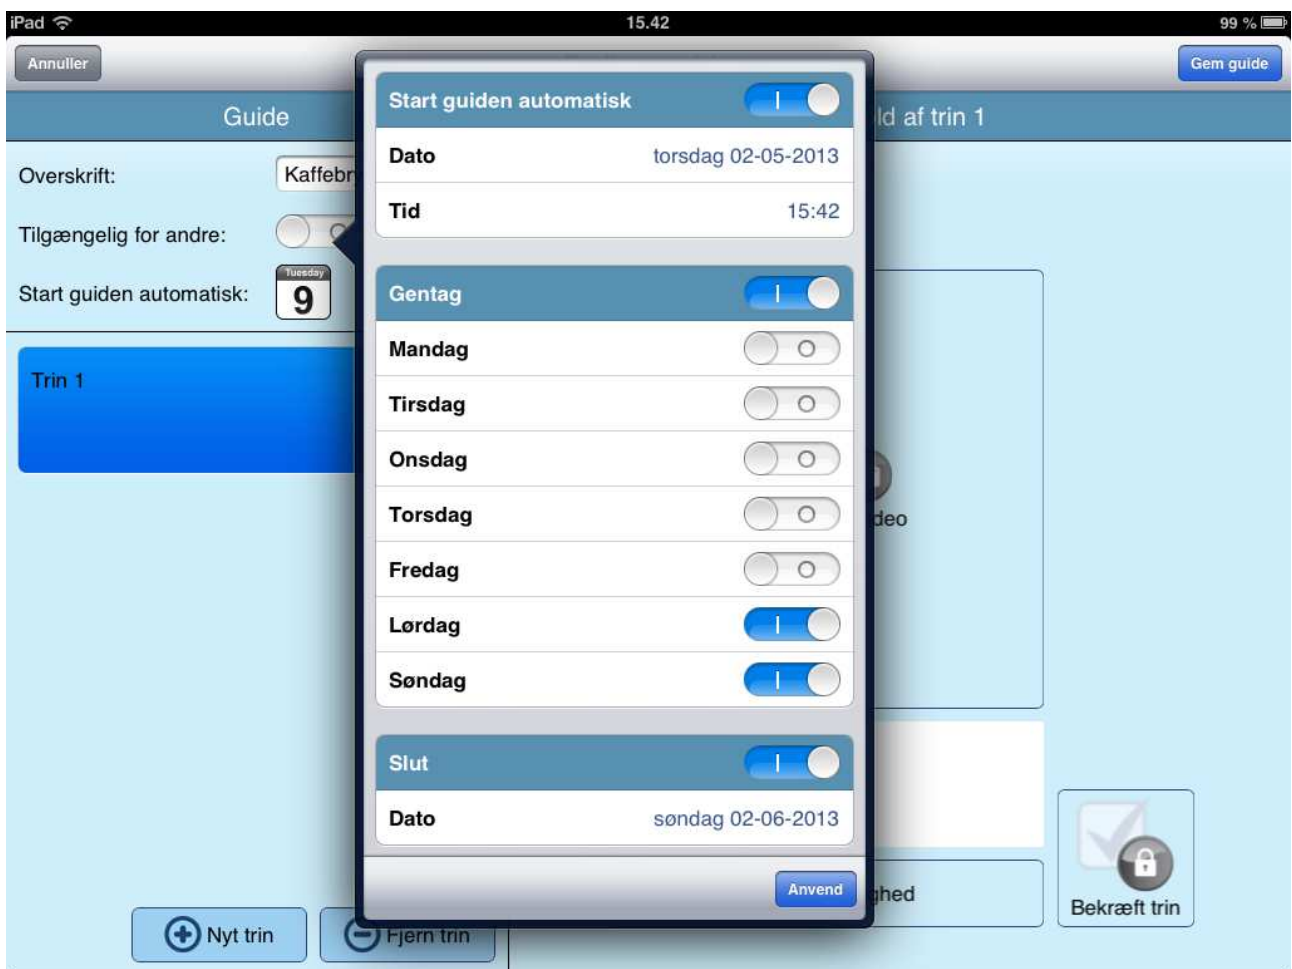 iPad 15.42 99 %
Annuller Gem guide
Guide ld af trin 1
Overskrift: Kaffebr
Tilgængelig for andre:
Start guiden automatisk: Tuesday 9
Trin 1
Nyt trin Fjern trin
Start guiden automatisk
Dato torsdag 02-05-2013
Tid 15:42
Gentag
Mandag
Tirsdag
Onsdag
Torsdag
Fredag
Lørdag
Søndag
Slut
Dato søndag 02-06-2013
Anvend
deo
ghed
Bekræft trin